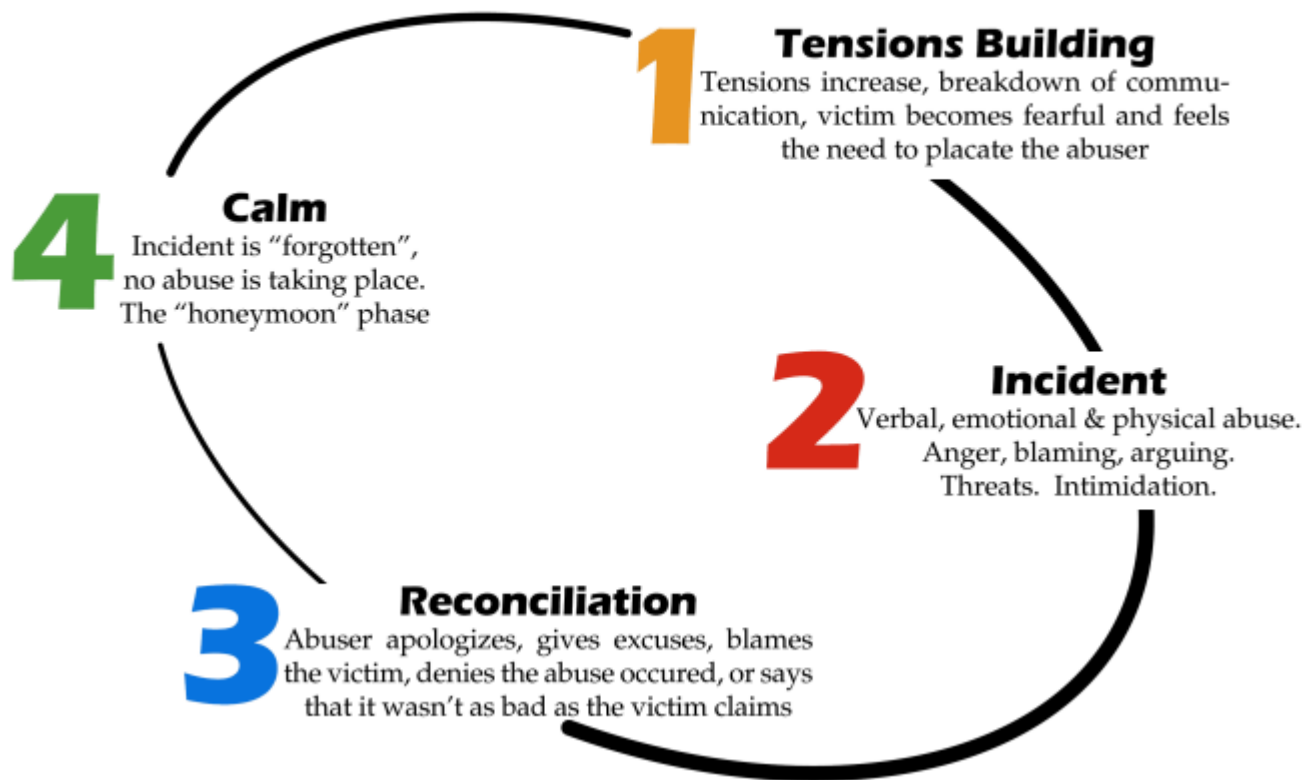 1
Tensions Building
Tensions increase, breakdown of commu-
nication, victim becomes fearful and feels
the need to placate the abuser
2
Incident
Verbal, emotional & physical abuse.
Anger, blaming, arguing.
Threats.  Intimidation.
3
Reconciliation
Abuser apologizes, gives excuses, blames
the victim, denies the abuse occured, or says
that it wasn't as bad as the victim claims
4
Calm
Incident is “forgotten”,
no abuse is taking place.
The “honeymoon” phase